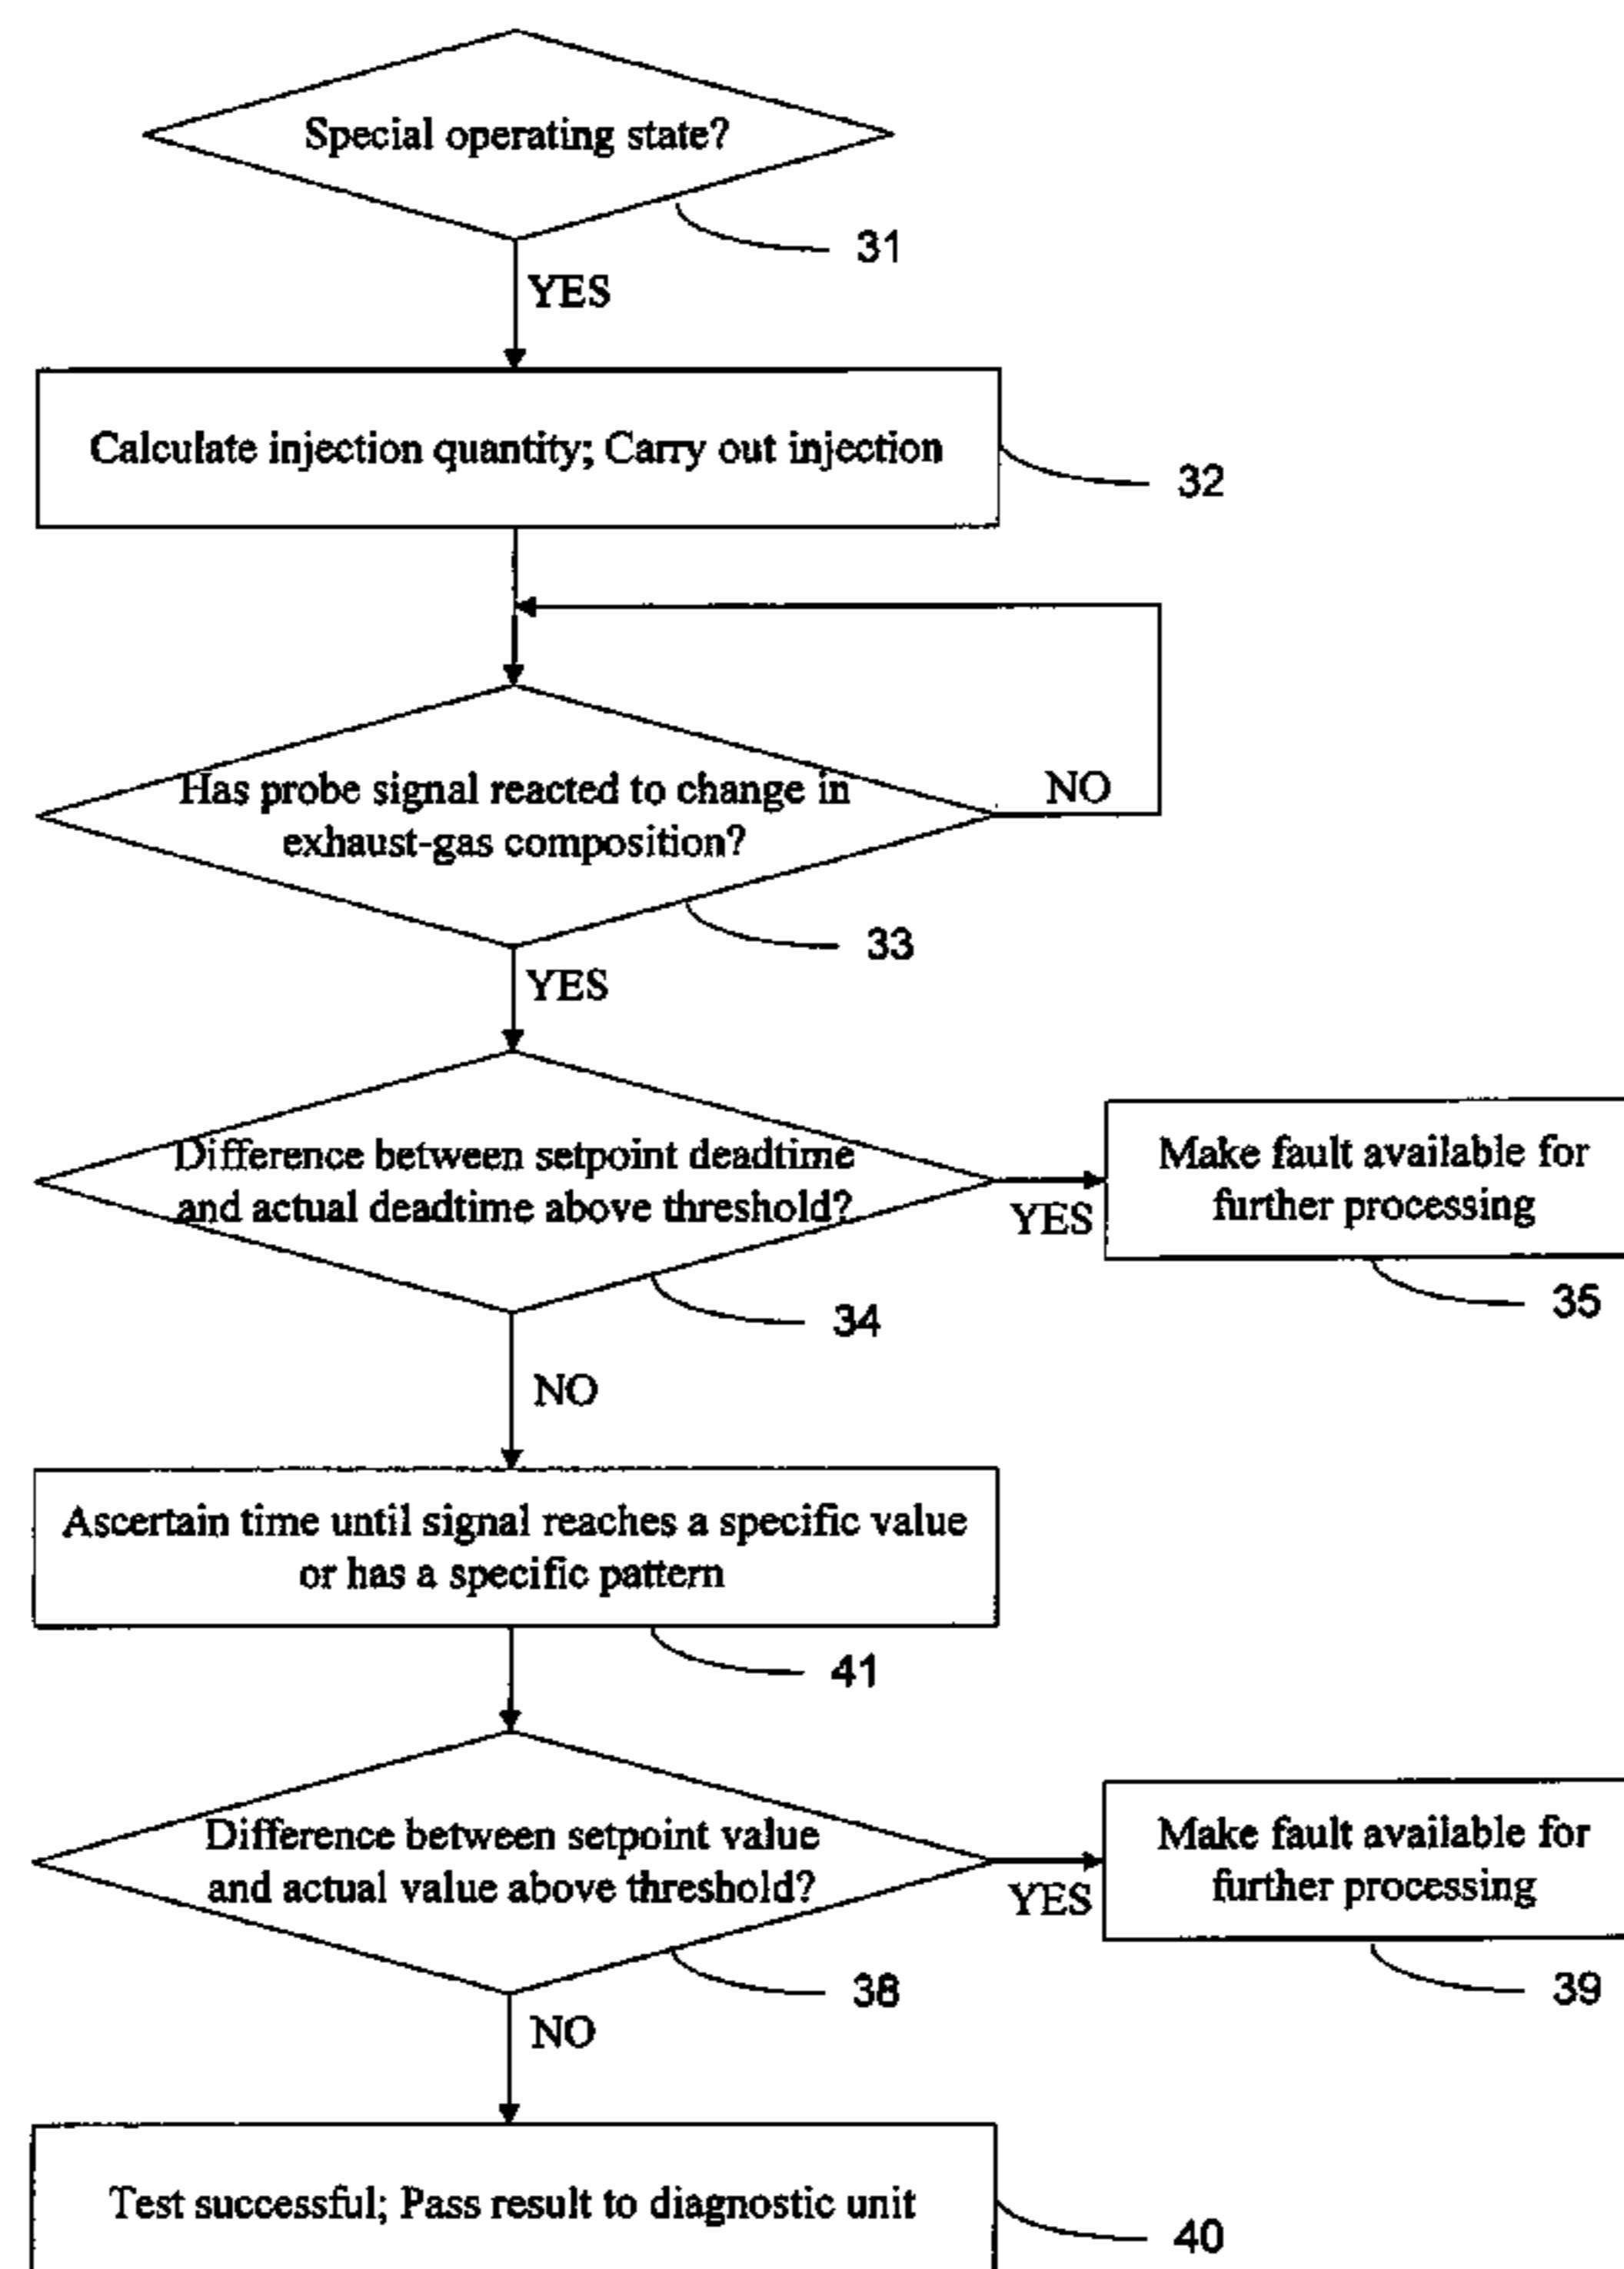 Special operating state?
31
YES
Calculate injection quantity; Carry out injection
32
Has probe signal reacted to change in
exhaust-gas composition?
NO
33
YES
Difference between setpoint deadtime
and actual deadtime above threshold?
YES
Make fault available for
further processing
35
34
NO
Ascertain time until signal reaches a specific value
or has a specific pattern
41
Difference between setpoint value
and actual value above threshold?
YES
Make fault available for
further processing
39
38
NO
Test successful; Pass result to diagnostic unit
40